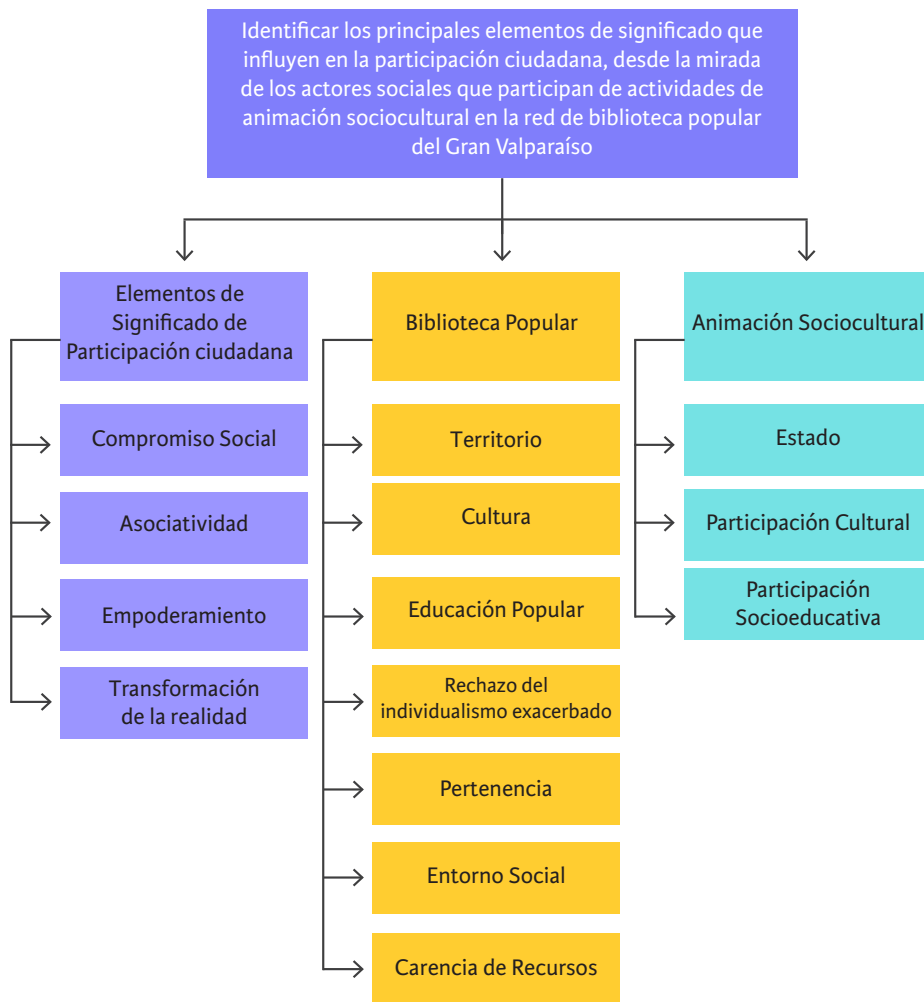 Identificar los principales elementos de significado que
influyen en la participación ciudadana, desde la mirada
de los actores sociales que participan de actividades de
animación sociocultural en la red de biblioteca popular
del Gran Valparaíso
Elementos de
Significado de
Participación ciudadana
Compromiso Social
Asociatividad
Empoderamiento
Transformación
de la realidad
Biblioteca Popular
Territorio
Cultura
Educación Popular
Rechazo del
individualismo exacerbado
Pertenencia
Entorno Social
Carencia de Recursos
Animación Sociocultural
Estado
Participación Cultural
Participación
Socioeducativa